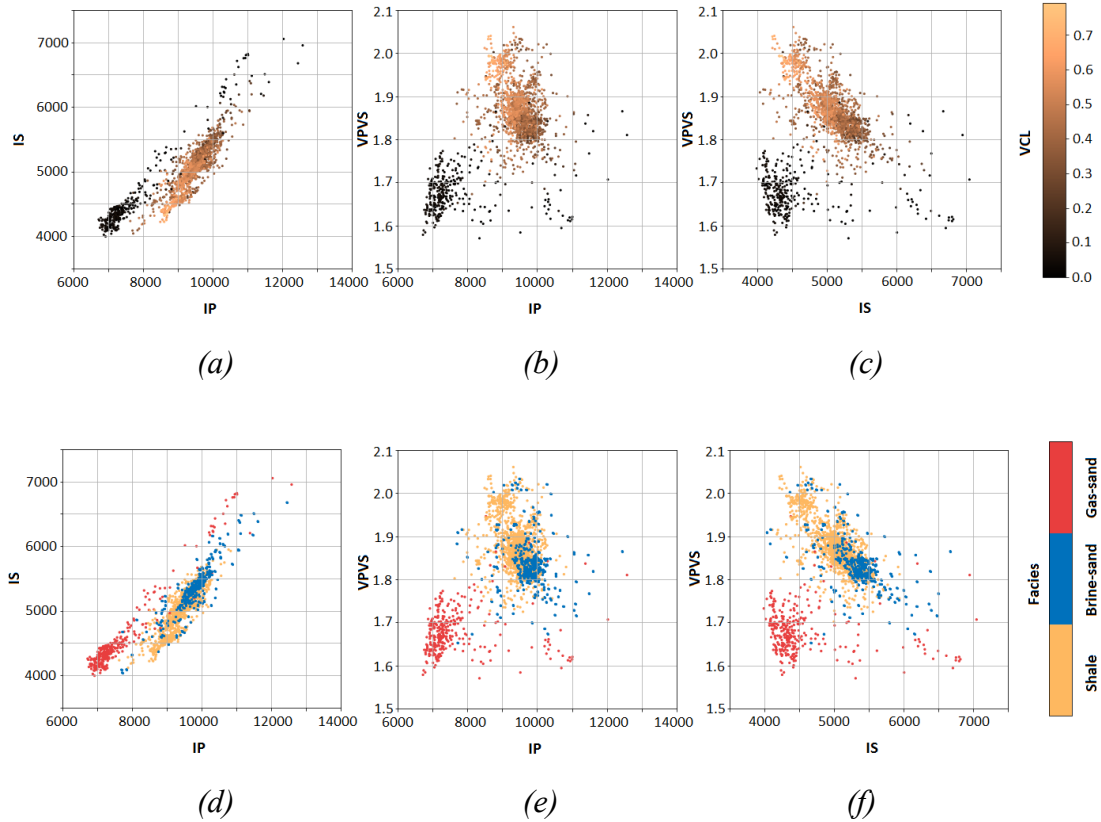 2.1
2.1
7000
2.0
2.0
0.7
6000
1.9
1.9
0.6
IS
VPVS
1.8
VPVS
1.8
VCL
0.5
5000
0.4
1.7
1.7
0.3
4000
0.2
1.6
1.6
0.1
1.5
1.5
0.0
6000 8000 10000 12000 14000
6000 8000 10000 12000 14000
4000 5000 6000 7000
IP
IP
IS
(a)
(b)
(c)
2.1
2.1
7000
2.0
2.0
Gas-sand
6000
1.9
1.9
IS
VPVS
1.8
VPVS
1.8
Facies
Brine-sand
5000
1.7
1.7
4000
1.6
1.6
Shale
1.5
1.5
6000 8000 10000 12000 14000
6000 8000 10000 12000 14000
4000 5000 6000 7000
IP
IP
IS
(d)
(e)
(f)